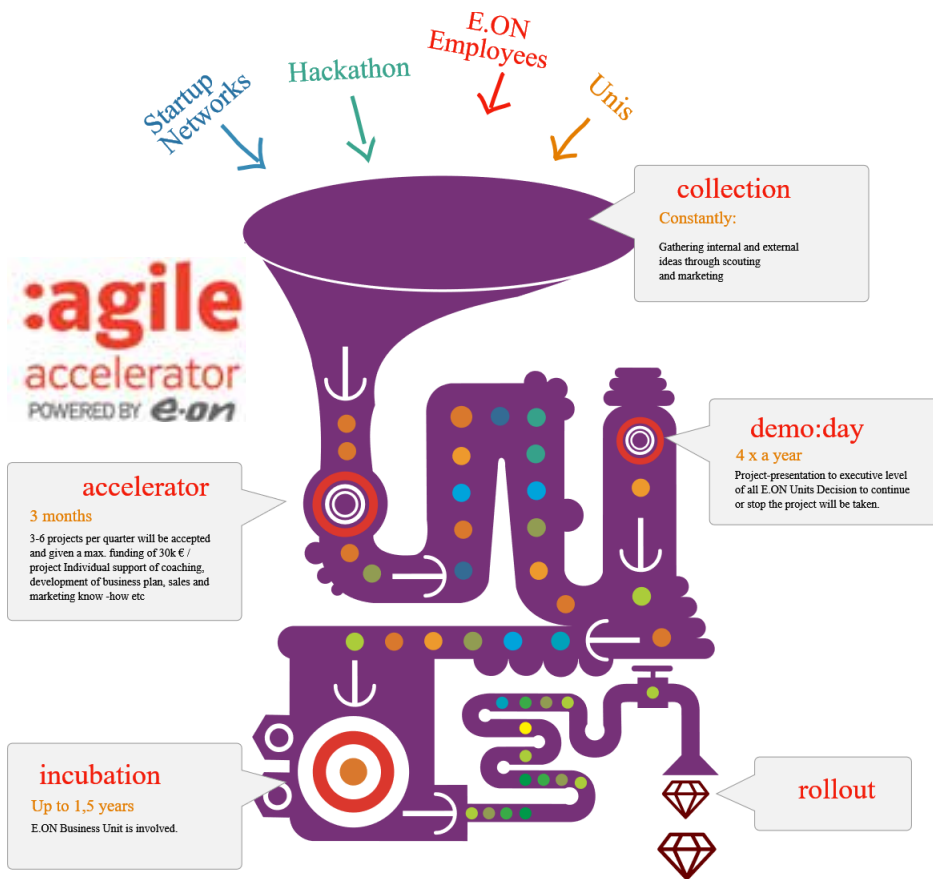 Startup
Networks
Hackathon
E.ON
Employees
Unis
collection
Constantly:
Gathering internal and external
ideas through scouting
and marketing
:agile
accelerator
POWERED BY e·on
demo:day
4 x a year
Project-presentation to executive level
of all E.ON Units Decision to continue
or stop the project will be taken.
accelerator
3 months
3-6 projects per quarter will be accepted
and given a max. funding of 30k € /
project Individual support of coaching,
development of business plan, sales and
marketing know -how etc
incubation
Up to 1,5 years
E.ON Business Unit is involved.
rollout